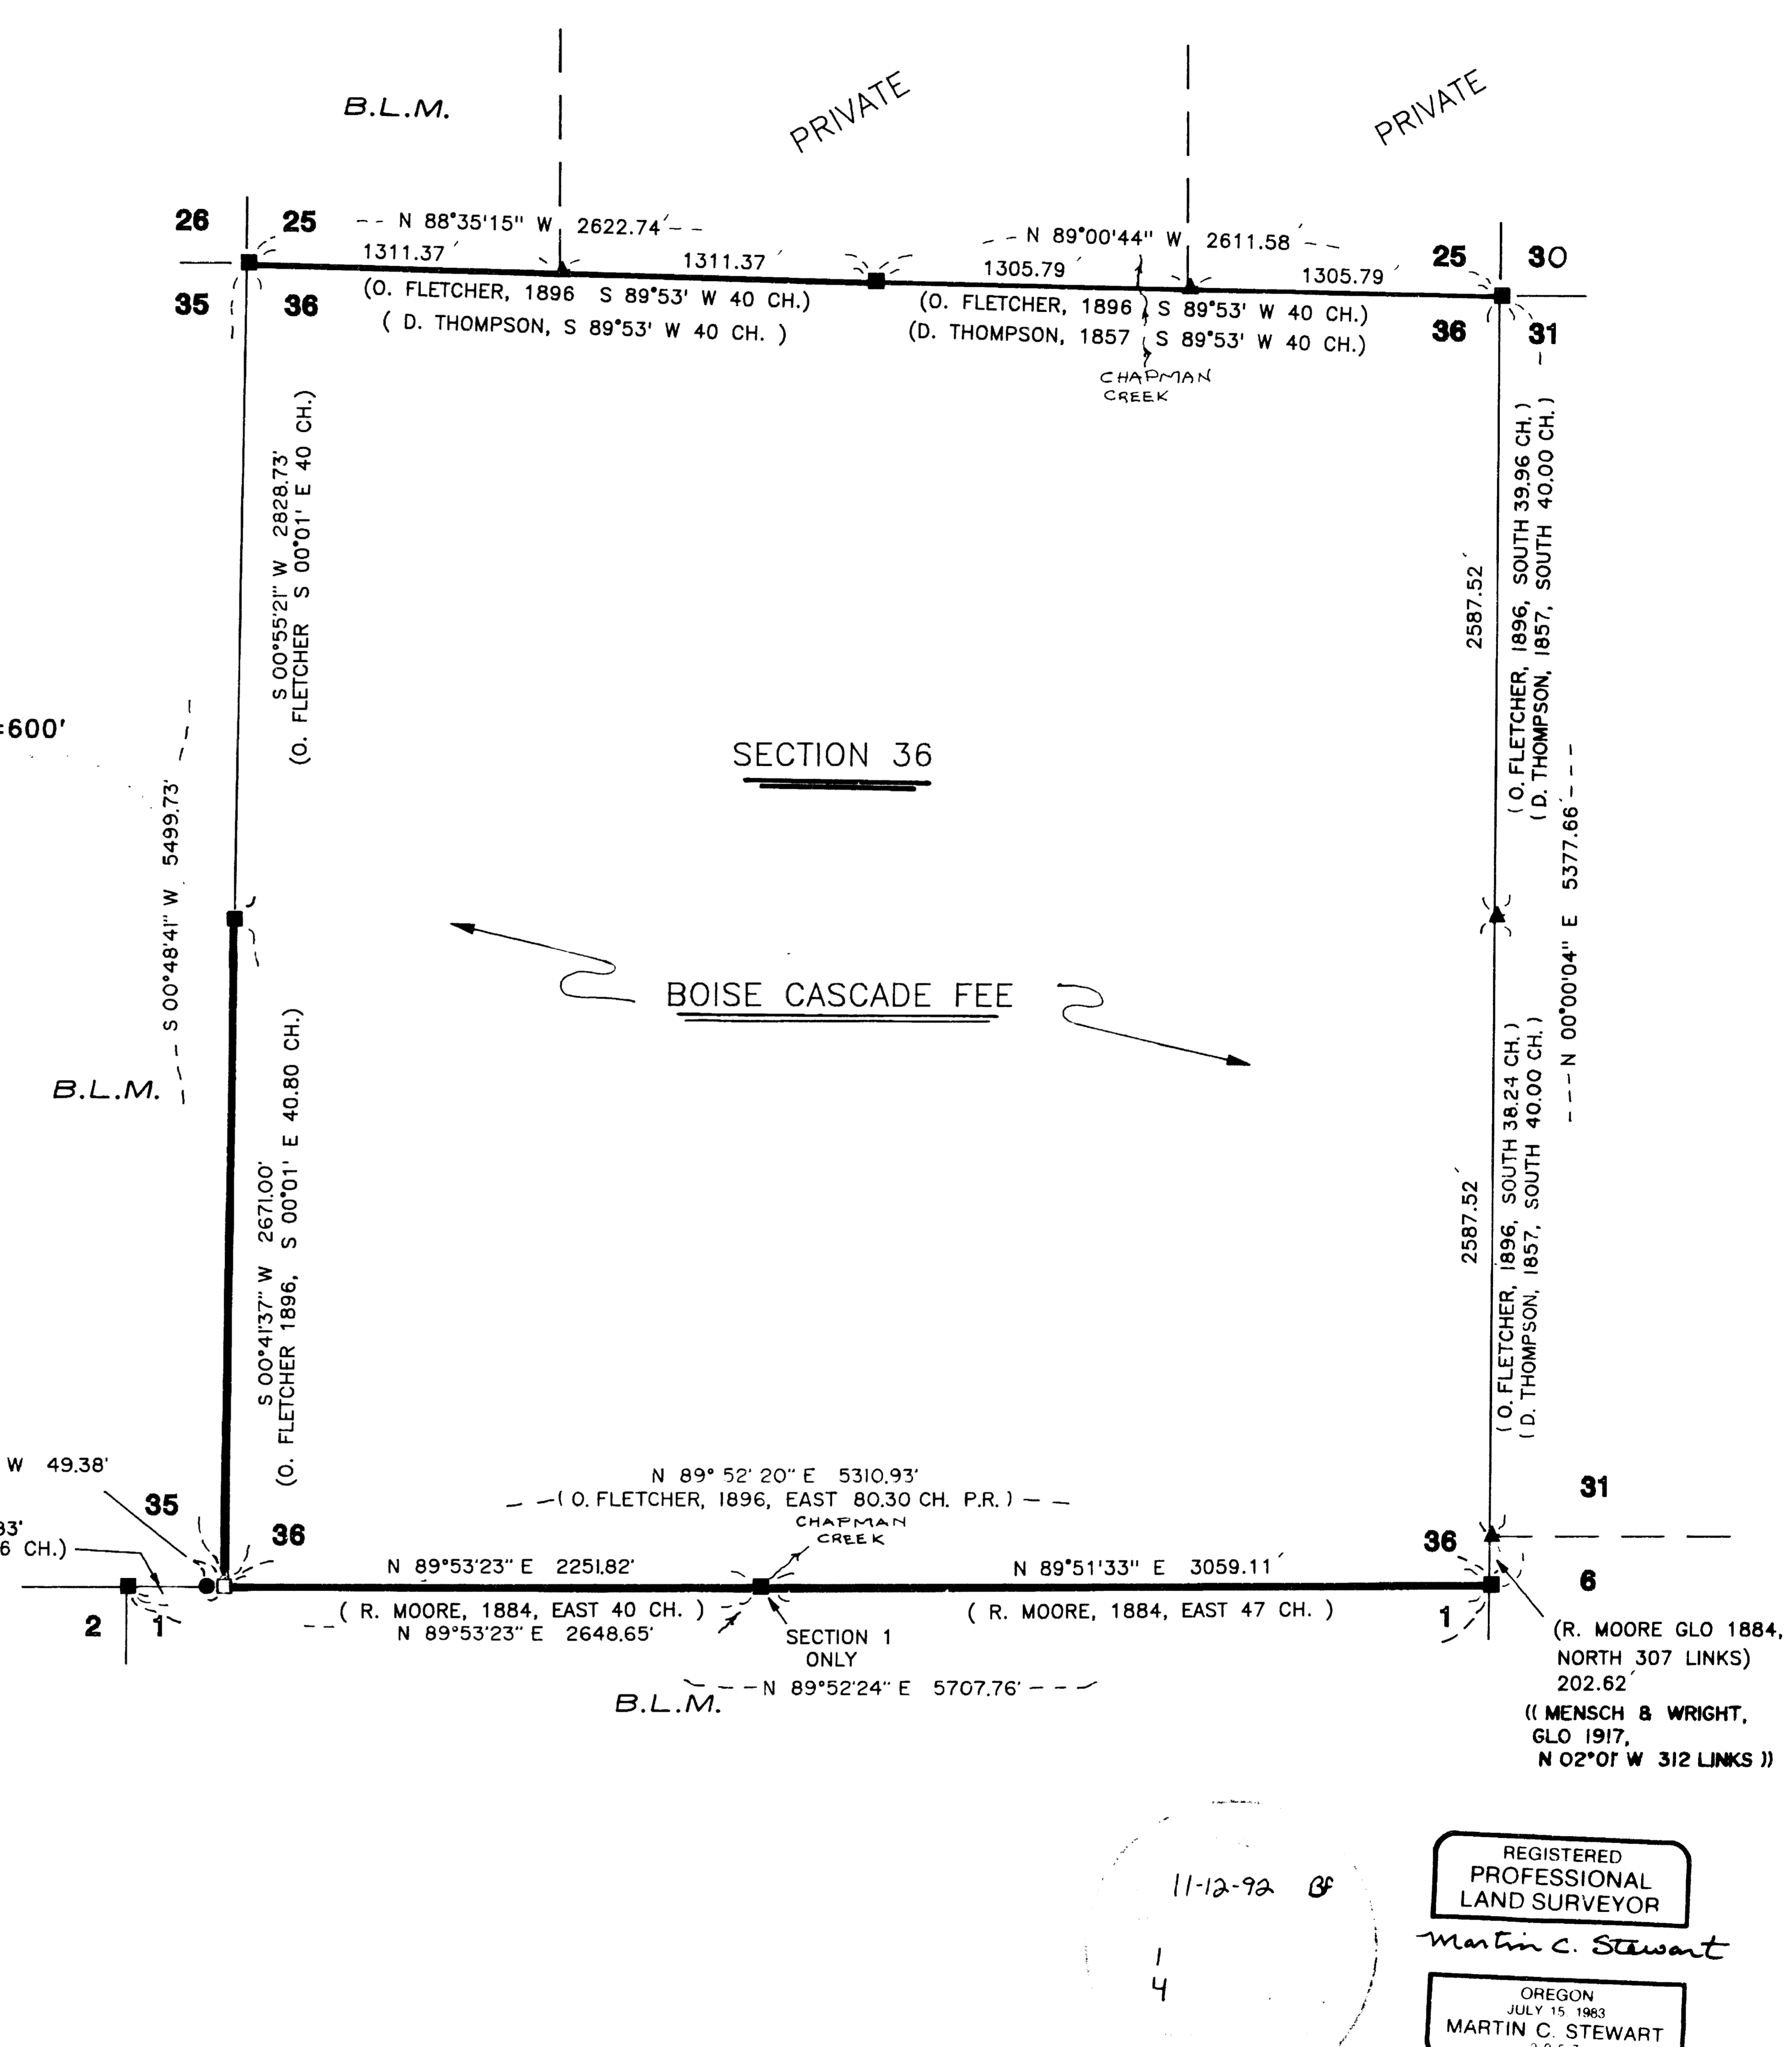 B.L.M.
PRIVATE
PRIVATE
26
25
-- N 88°35'15" W 2622.74' --
-- N 89°00'44" W 2611.58' --
25
30
1311.37'
1311.37'
1305.79'
1305.79'
35
36
(O. FLETCHER, 1896 S 89°53' W 40 CH.)
( D. THOMPSON, S 89°53' W 40 CH. )
(O. FLETCHER, 1896 S 89°53' W 40 CH.)
(D. THOMPSON, 1857 S 89°53' W 40 CH.)
36
31
CHAPMAN
CREEK
S 00°55'21" W 2828.73'
(O. FLETCHER S 00°01' E 40 CH.)
2587.52'
(O. FLETCHER, 1896, SOUTH 39.96 CH.)
(D. THOMPSON, 1857, SOUTH 40.00 CH.)
=600'
SECTION 36
-- S 00°48'41" W 5499.73'
---N 00°00'04" E 5377.66'---
BOISE CASCADE FEE
B.L.M.
S 00°41'37" W 2671.00'
(O. FLETCHER 1896, S 00°01' E 40.80 CH.)
2587.52'
(O. FLETCHER, 1896, SOUTH 38.24 CH.)
(D. THOMPSON, 1857, SOUTH 40.00 CH.)
W 49.38'
35
36
33'
6 CH.)
N 89°52'20" E 5310.93'
— —( O. FLETCHER, 1896, EAST 80.30 CH. P.R. )— —
CHAPMAN
CREEK
36
31
N 89°53'23" E 2251.82'
N 89°51'33" E 3059.11'
6
2
1
( R. MOORE, 1884, EAST 40 CH. )
( R. MOORE, 1884, EAST 47 CH. )
1
N 89°53'23" E 2648.65'
SECTION 1
ONLY
---N 89°52'24" E 5707.76'---
B.L.M.
(R. MOORE GLO 1884,
NORTH 307 LINKS)
202.62'
(( MENSCH & WRIGHT,
GLO 1917,
N 02°01' W 312 LINKS ))
11-12-92 Bf
1
4
REGISTERED
PROFESSIONAL
LAND SURVEYOR
Martin C. Stewart
OREGON
JULY 15 1983
MARTIN C. STEWART